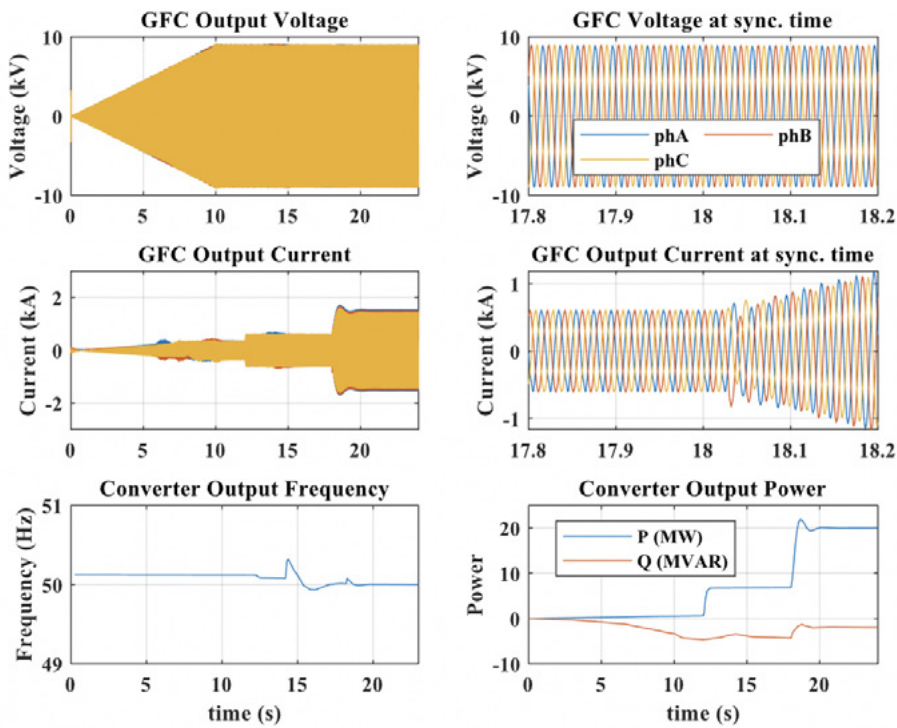 GFC Output Voltage
Voltage (kV)
10
0
-10
0 5 10 15 20
GFC Voltage at sync. time
Voltage (kV)
10
0
-10
phA phB
phC
17.8 17.9 18 18.1 18.2
GFC Output Current
Current (kA)
2
0
-2
0 5 10 15 20
GFC Output Current at sync. time
Current (kA)
1
0
-1
17.8 17.9 18 18.1 18.2
Converter Output Frequency
Frequency (Hz)
51
50
49
0 5 10 15 20
time (s)
Converter Output Power
Power
20
10
0
-10
P (MW)
Q (MVAR)
0 5 10 15 20
time (s)